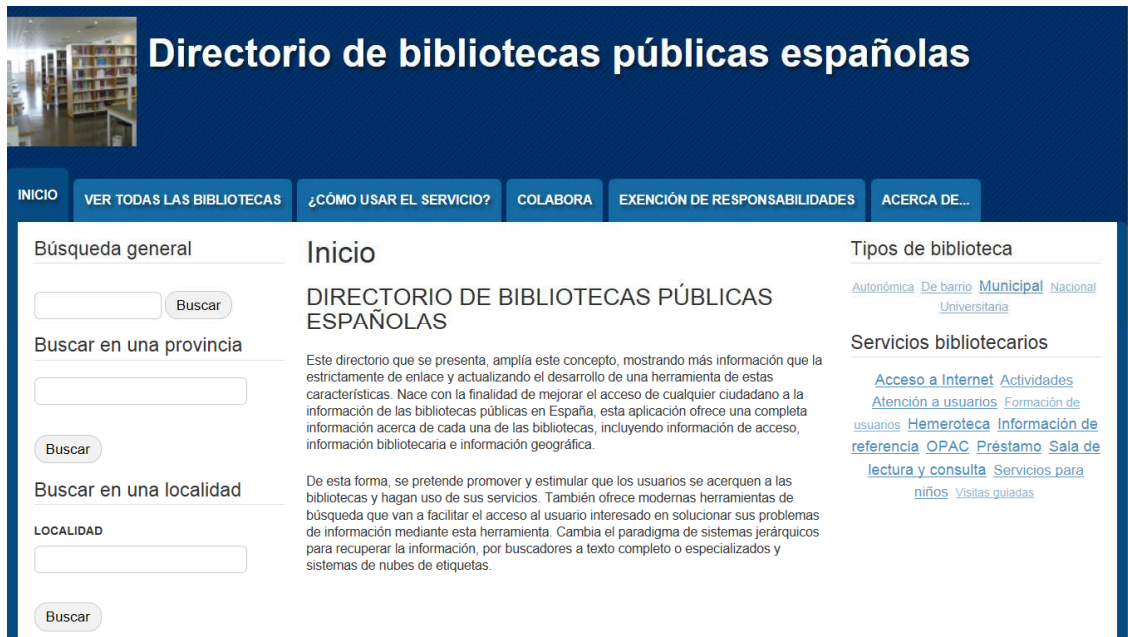 Directorio de bibliotecas públicas españolas
INICIO
VER TODAS LAS BIBLIOTECAS
¿CÓMO USAR EL SERVICIO?
COLABORA
EXENCIÓN DE RESPONSABILIDADES
ACERCA DE...
Búsqueda general
Buscar
Buscar en una provincia
Buscar
Buscar en una localidad
LOCALIDAD
Buscar
Inicio
DIRECTORIO DE BIBLIOTECAS PÚBLICAS
ESPAÑOLAS
Este directorio que se presenta, amplía este concepto, mostrando más información que la
estrictamente de enlace y actualizando el desarrollo de una herramienta de estas
características. Nace con la finalidad de mejorar el acceso de cualquier ciudadano a la
información de las bibliotecas públicas en España, esta aplicación ofrece una completa
información acerca de cada una de las bibliotecas, incluyendo información de acceso,
información bibliotecaria e información geográfica.
De esta forma, se pretende promover y estimular que los usuarios se acerquen a las
bibliotecas y hagan uso de sus servicios. También ofrece modernas herramientas de
búsqueda que van a facilitar el acceso al usuario interesado en solucionar sus problemas
de información mediante esta herramienta. Cambia el paradigma de sistemas jerárquicos
para recuperar la información, por buscadores a texto completo o especializados y
sistemas de nubes de etiquetas.
Tipos de biblioteca
Autonómica De barrio Municipal Nacional
Universitaria
Servicios bibliotecarios
Acceso a Internet Actividades
Atención a usuarios Formación de
usuarios Hemeroteca Información de
referencia OPAC Préstamo Sala de
lectura y consulta Servicios para
niños Visitas guiadas